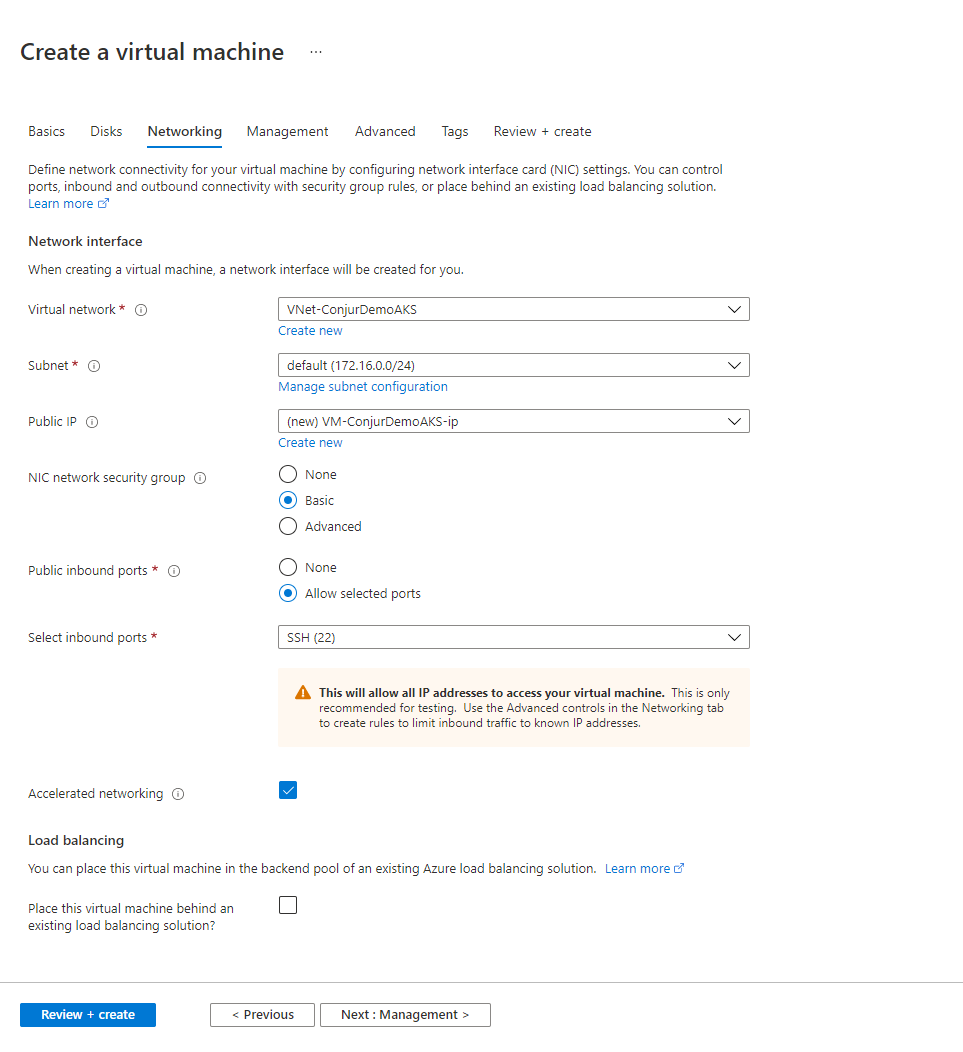 Create a virtual machine ...
Basics Disks Networking Management Advanced Tags Review + create
Define network connectivity for your virtual machine by configuring network interface card (NIC) settings. You can control
ports, inbound and outbound connectivity with security group rules, or place behind an existing load balancing solution.
Learn more
Network interface
When creating a virtual machine, a network interface will be created for you.
Virtual network * VNet-ConjurDemoAKS
Create new
Subnet * default (172.16.0.0/24)
Manage subnet configuration
Public IP (new) VM-ConjurDemoAKS-ip
Create new
NIC network security group None
Basic
Advanced
Public inbound ports * None
Allow selected ports
Select inbound ports * SSH (22)
This will allow all IP addresses to access your virtual machine. This is only
recommended for testing. Use the Advanced controls in the Networking tab
to create rules to limit inbound traffic to known IP addresses.
Accelerated networking
Load balancing
You can place this virtual machine in the backend pool of an existing Azure load balancing solution. Learn more
Place this virtual machine behind an
existing load balancing solution?
Review + create < Previous Next : Management >